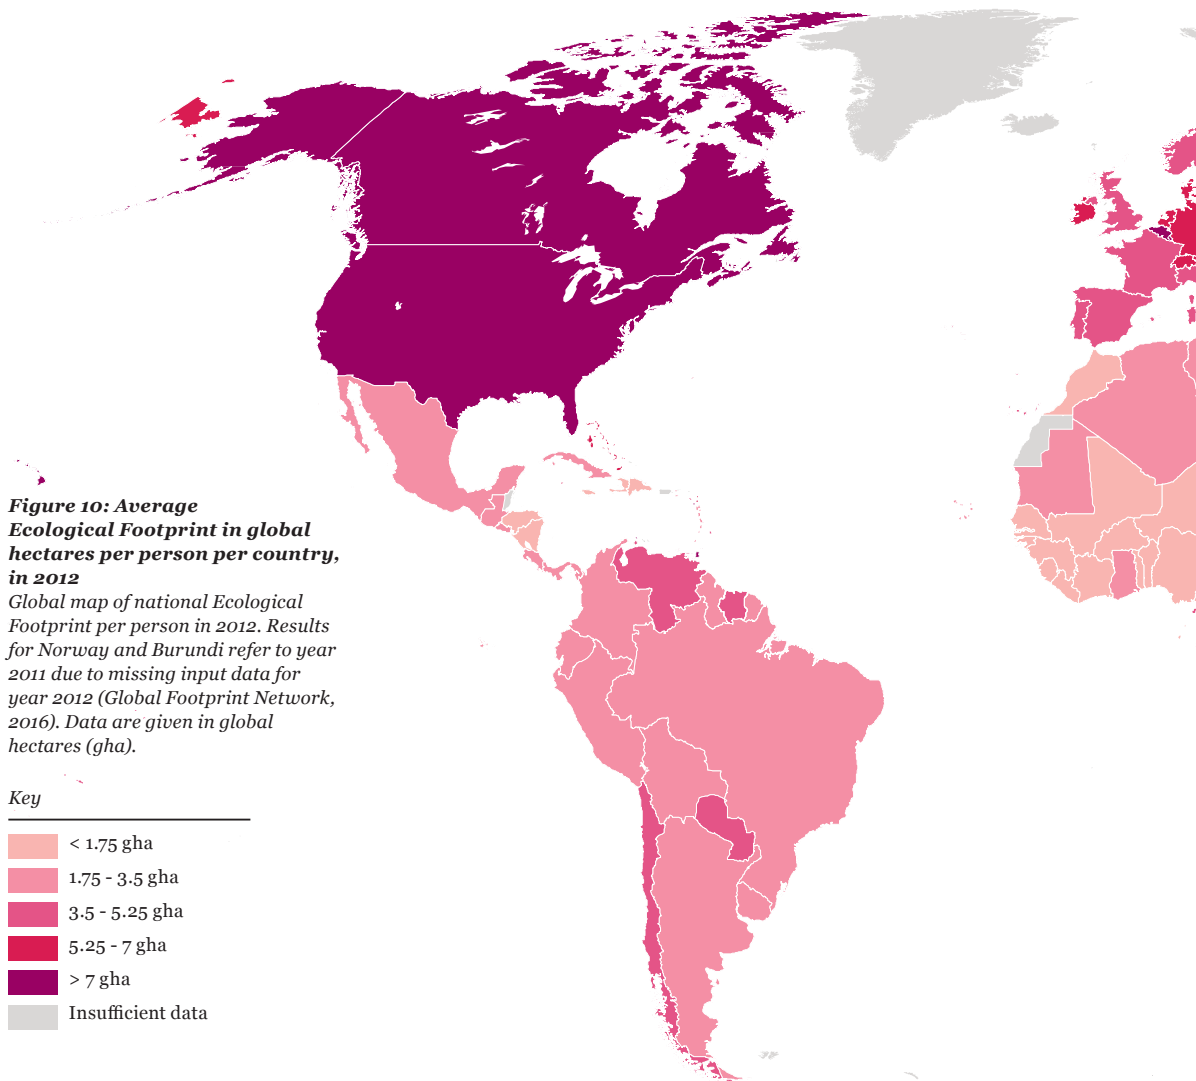 Figure 10: Average
Ecological Footprint in global
hectares per person per country,
in 2012
Global map of national Ecological
Footprint per person in 2012. Results
for Norway and Burundi refer to year
2011 due to missing input data for
year 2012 (Global Footprint Network,
2016). Data are given in global
hectares (gha).
Key
< 1.75 gha
1.75 - 3.5 gha
3.5 - 5.25 gha
5.25 - 7 gha
> 7 gha
Insufficient data